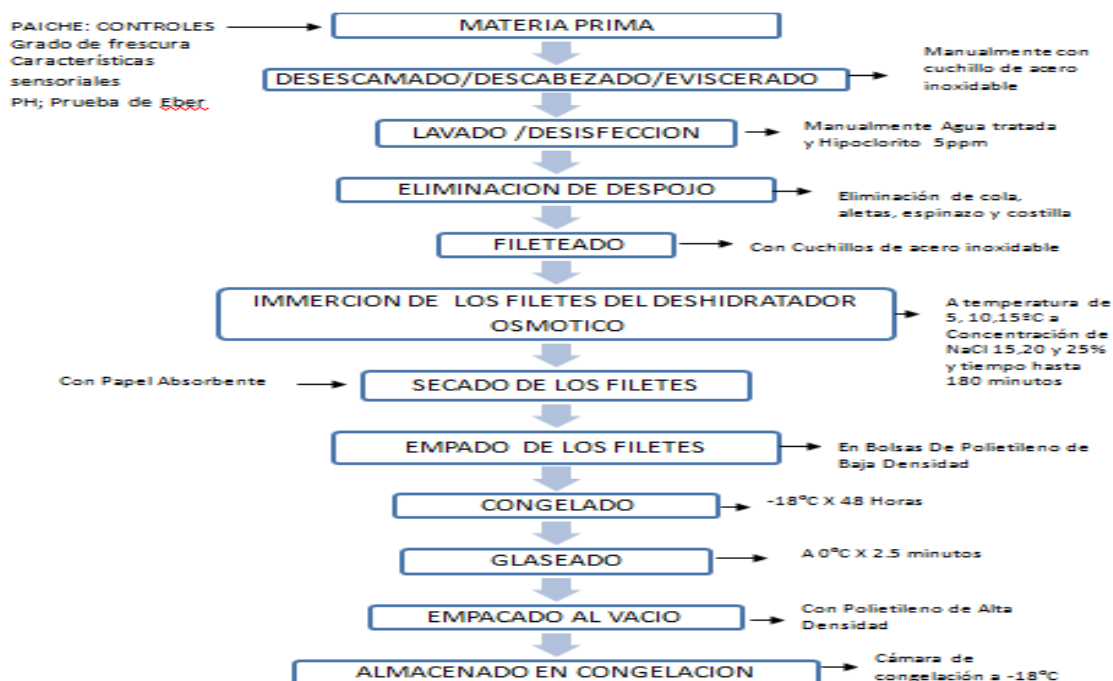 PAICHE: CONTROLES
Grado de frescura
Características
sensoriales
PH; Prueba de Eber
MATERIA PRIMA
DESESCAMADO/DESCABEZADO/EVISCERADO
Manualmente con
cuchillo de acero
inoxidable
LAVADO /DESISFECCION
Manualmente Agua tratada
y Hipoclorito 5ppm
ELIMINACION DE DESPOJO
Eliminación de cola,
aletas, espinazo y costilla
FILETEADO
Con Cuchillos de acero inoxidable
IMMERCION DE LOS FILETES DEL DESHIDRATADOR
OSMOTICO
A temperatura de
5, 10,15ºC a
Concentración de
NaCl 15,20 y 25%
y tiempo hasta
180 minutos
Con Papel Absorbente
SECADO DE LOS FILETES
EMPADO DE LOS FILETES
En Bolsas De Polietileno de
Baja Densidad
CONGELADO
-18ºC X 48 Horas
GLASEADO
A 0ºC X 2.5 minutos
EMPACADO AL VACIO
Con Polietileno de Alta
Densidad
ALMACENADO EN CONGELACION
Cámara de
congelación a -18ºC